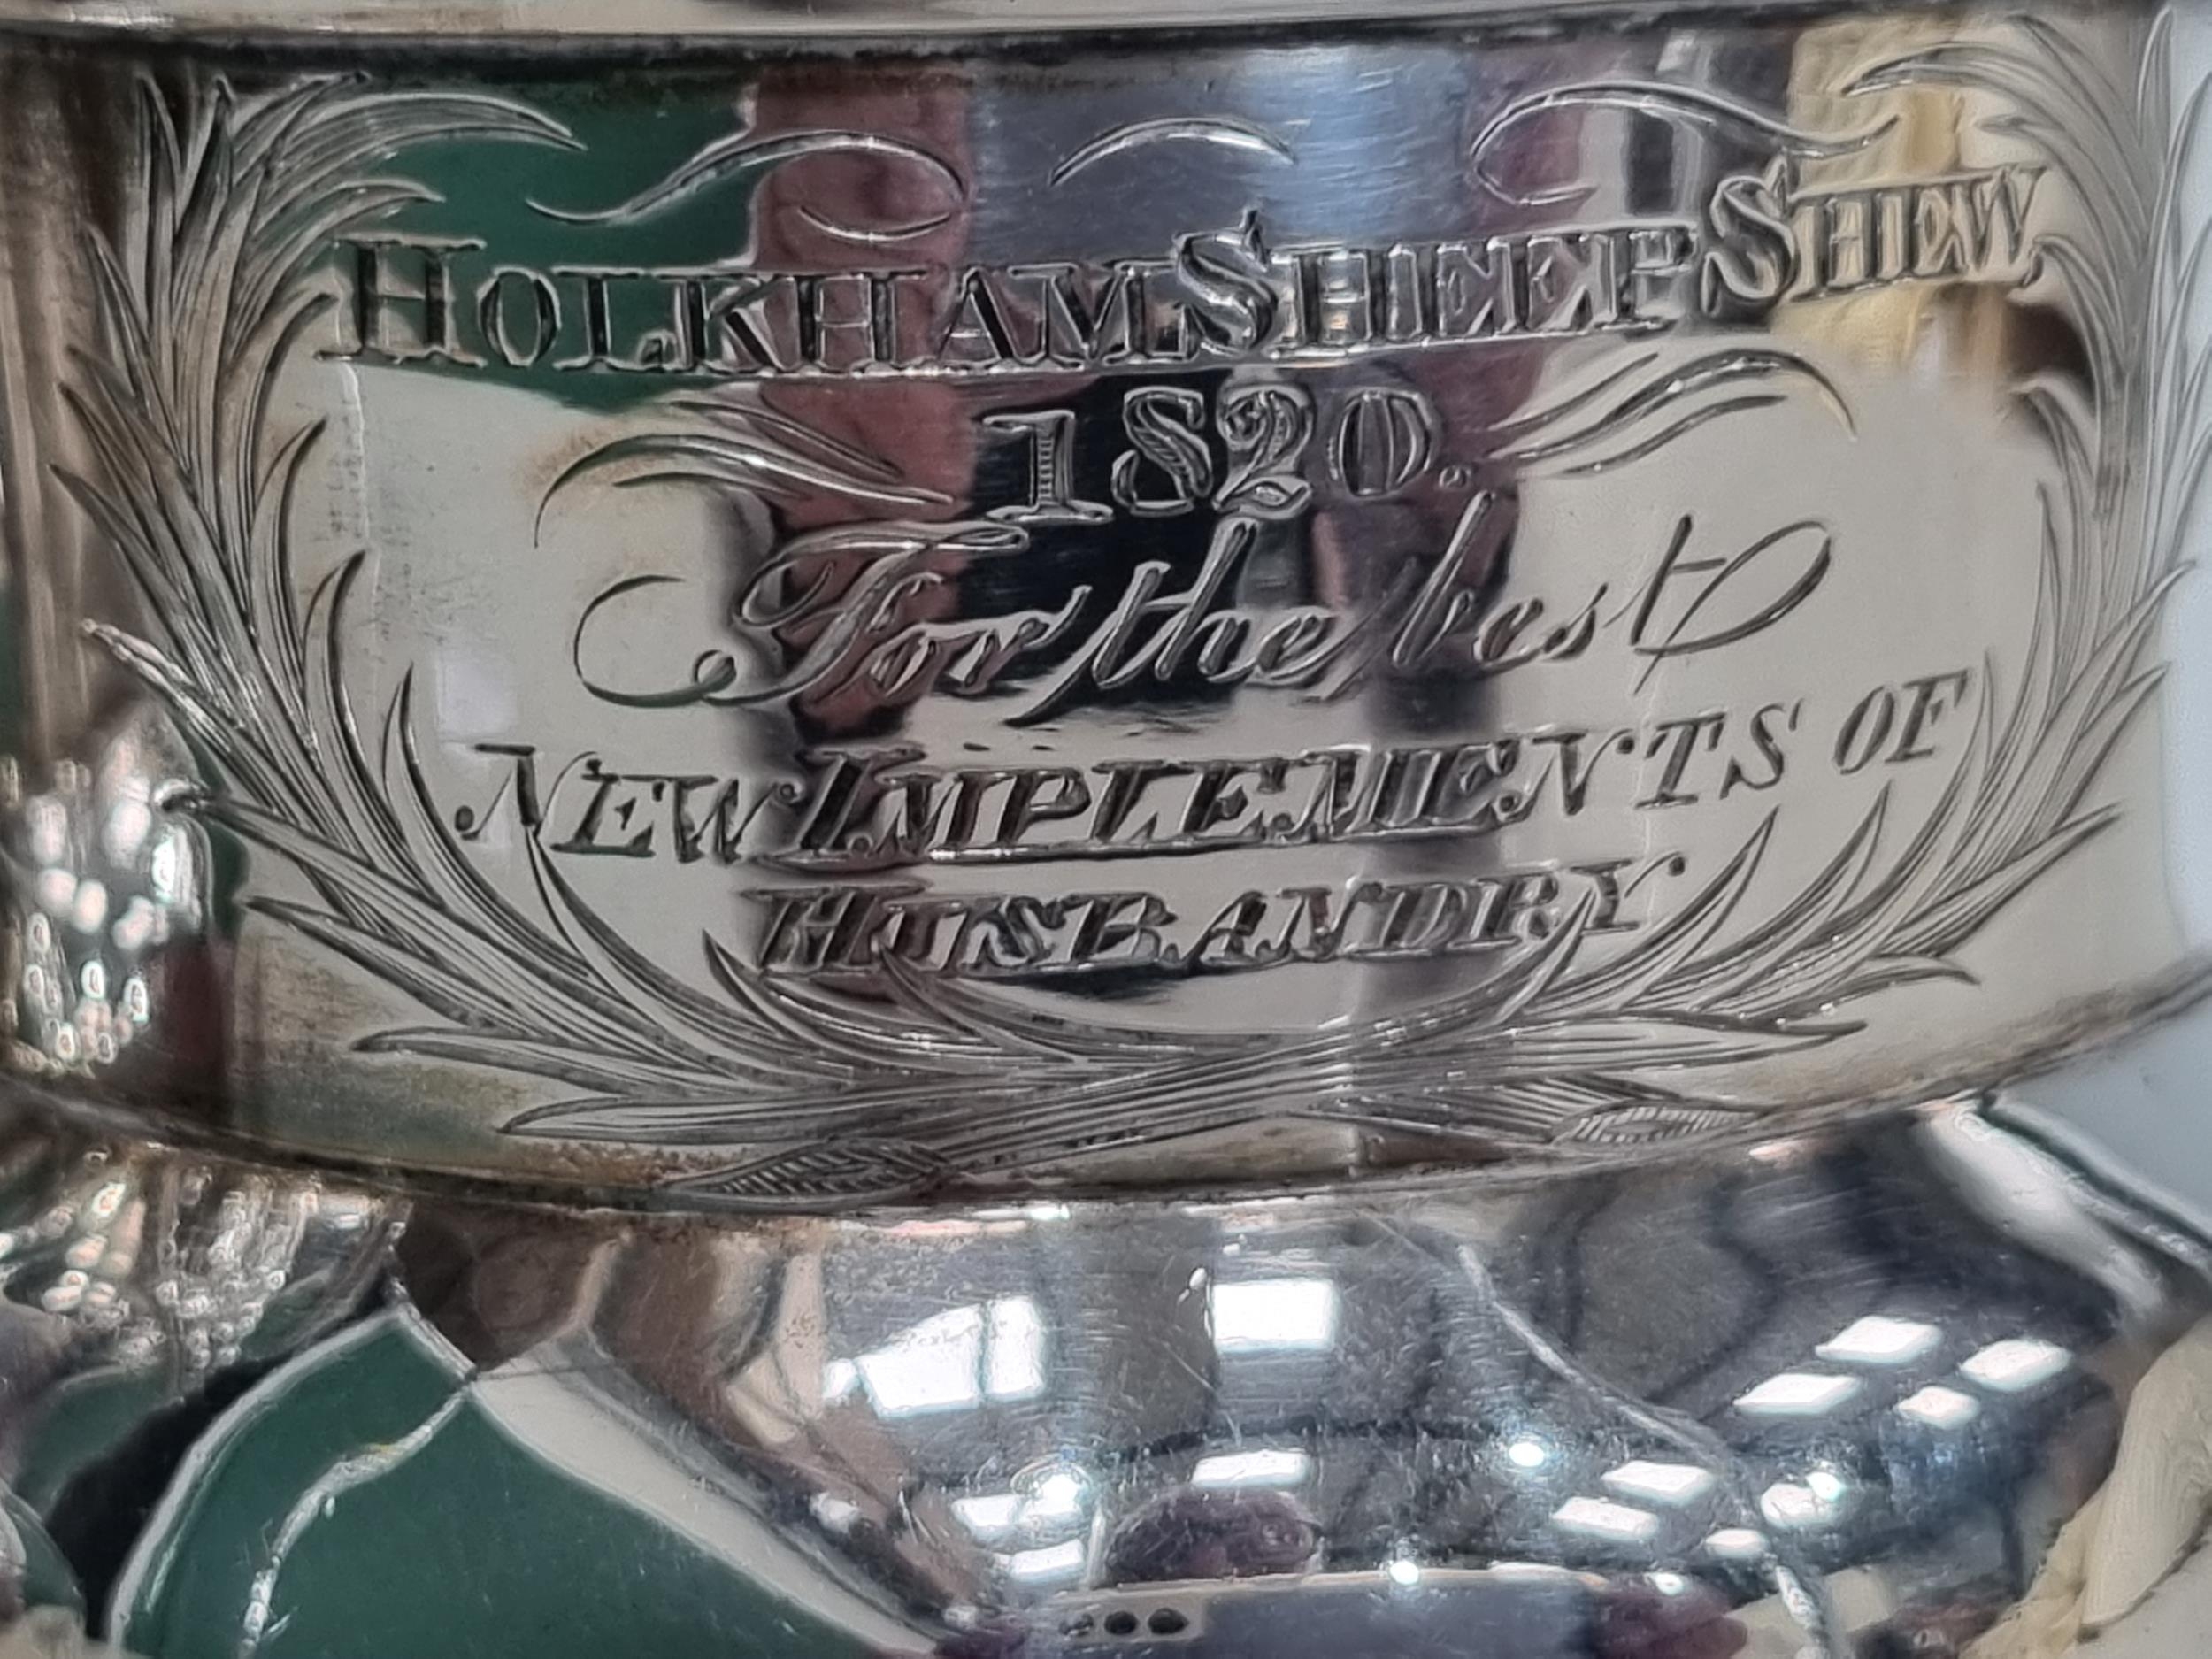 HOLKHAM SHEEP SHEW,
1820.
For the best
NEW IMPLEMENTS OF
HUSBANDRY